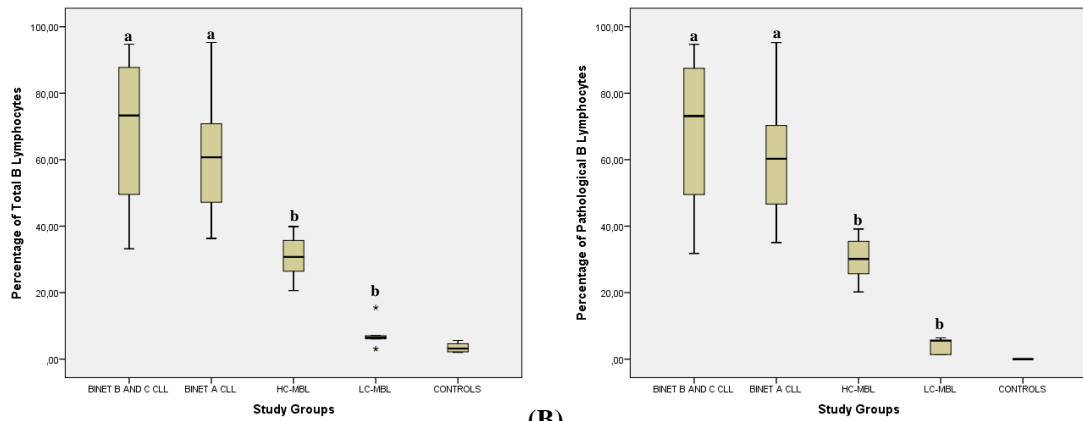 100,00
80,00
60,00
40,00
20,00
,00
Percentage of Total B Lymphocytes
a
a
b
b
*
*
BINET B AND C CLL
BINET A CLL
HC-MBL
LC-MBL
CONTROLS
Study Groups
100,00
80,00
60,00
40,00
20,00
,00
Percentage of Pathological B Lymphocytes
a
a
b
b
BINET B AND C CLL
BINET A CLL
HC-MBL
LC-MBL
CONTROLS
Study Groups
(B)